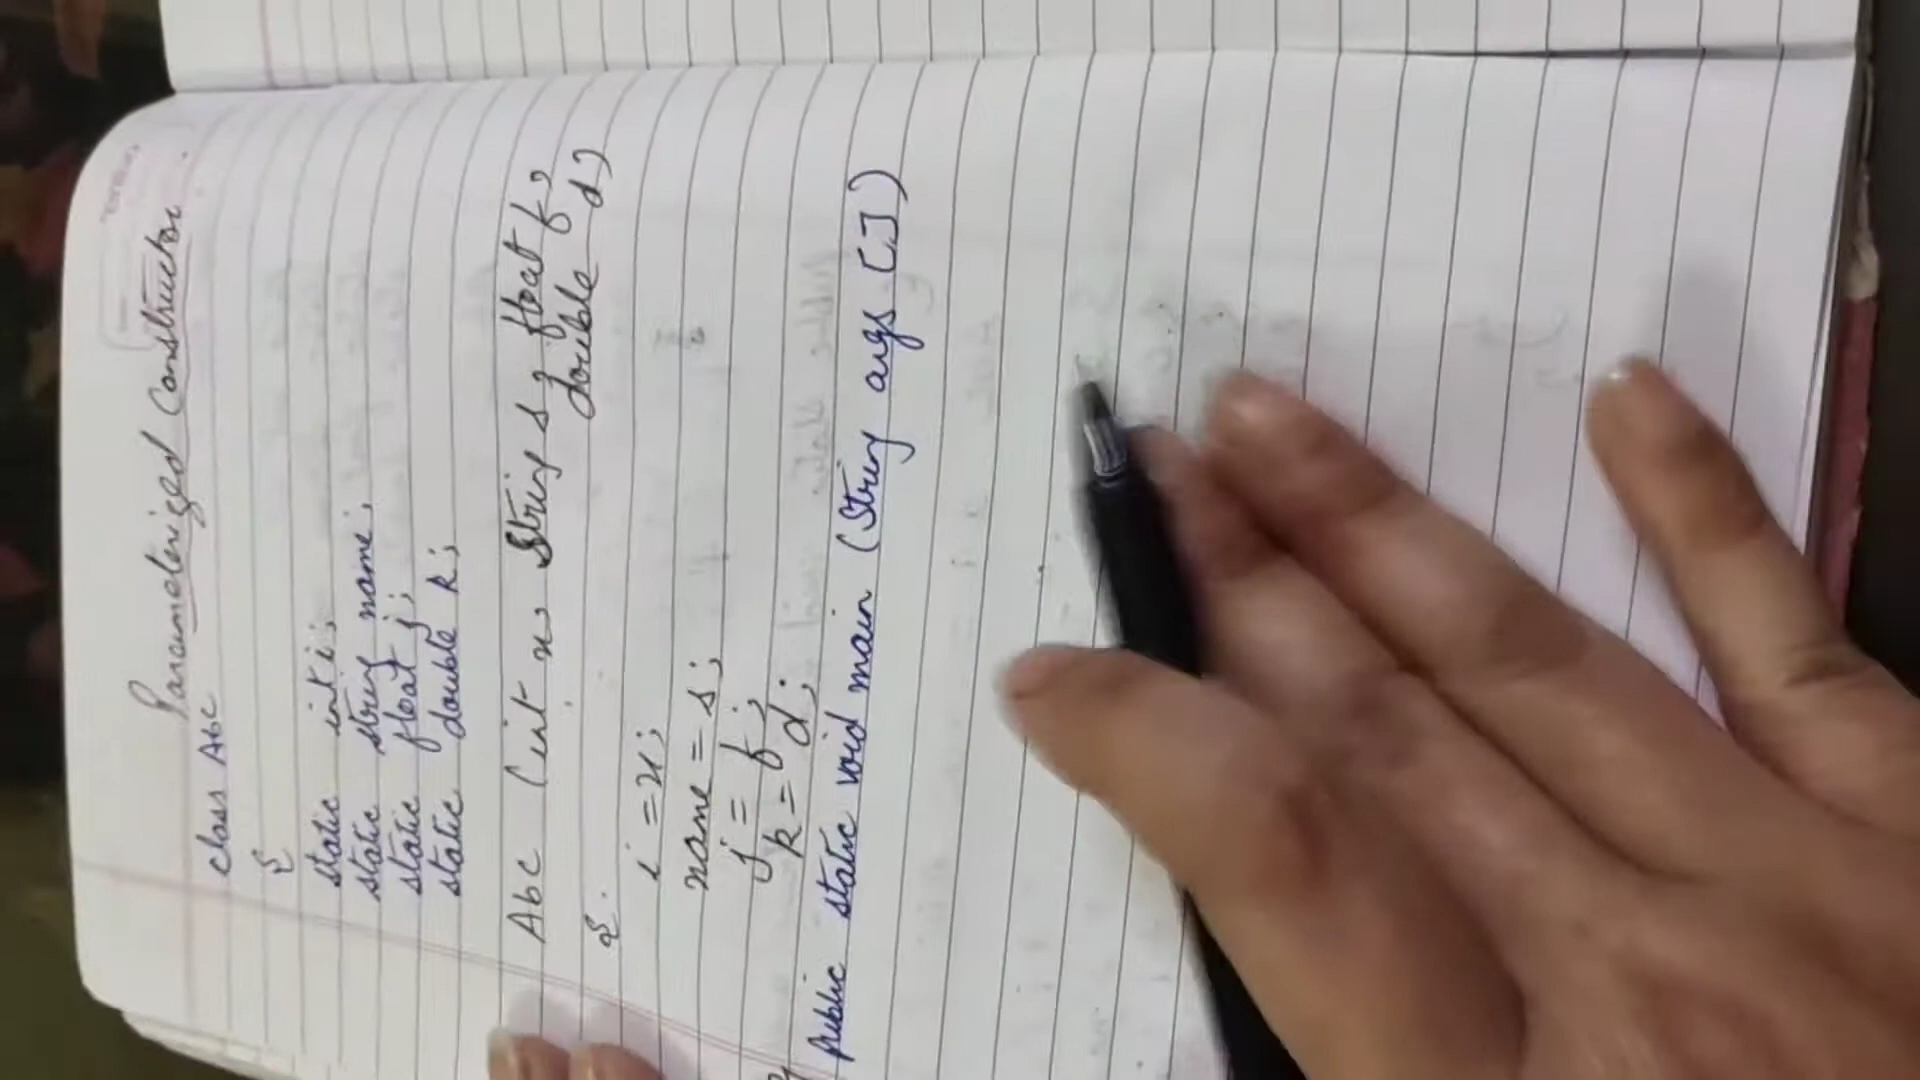 Parameterized Constructor.
class Abc
{
static int i;
static string name;
static float j;
static double k;
Abc (int x, String s, float f,
double d)
{
i = x;
name = s;
j = f;
k = d;
}
public static void main (String args [])